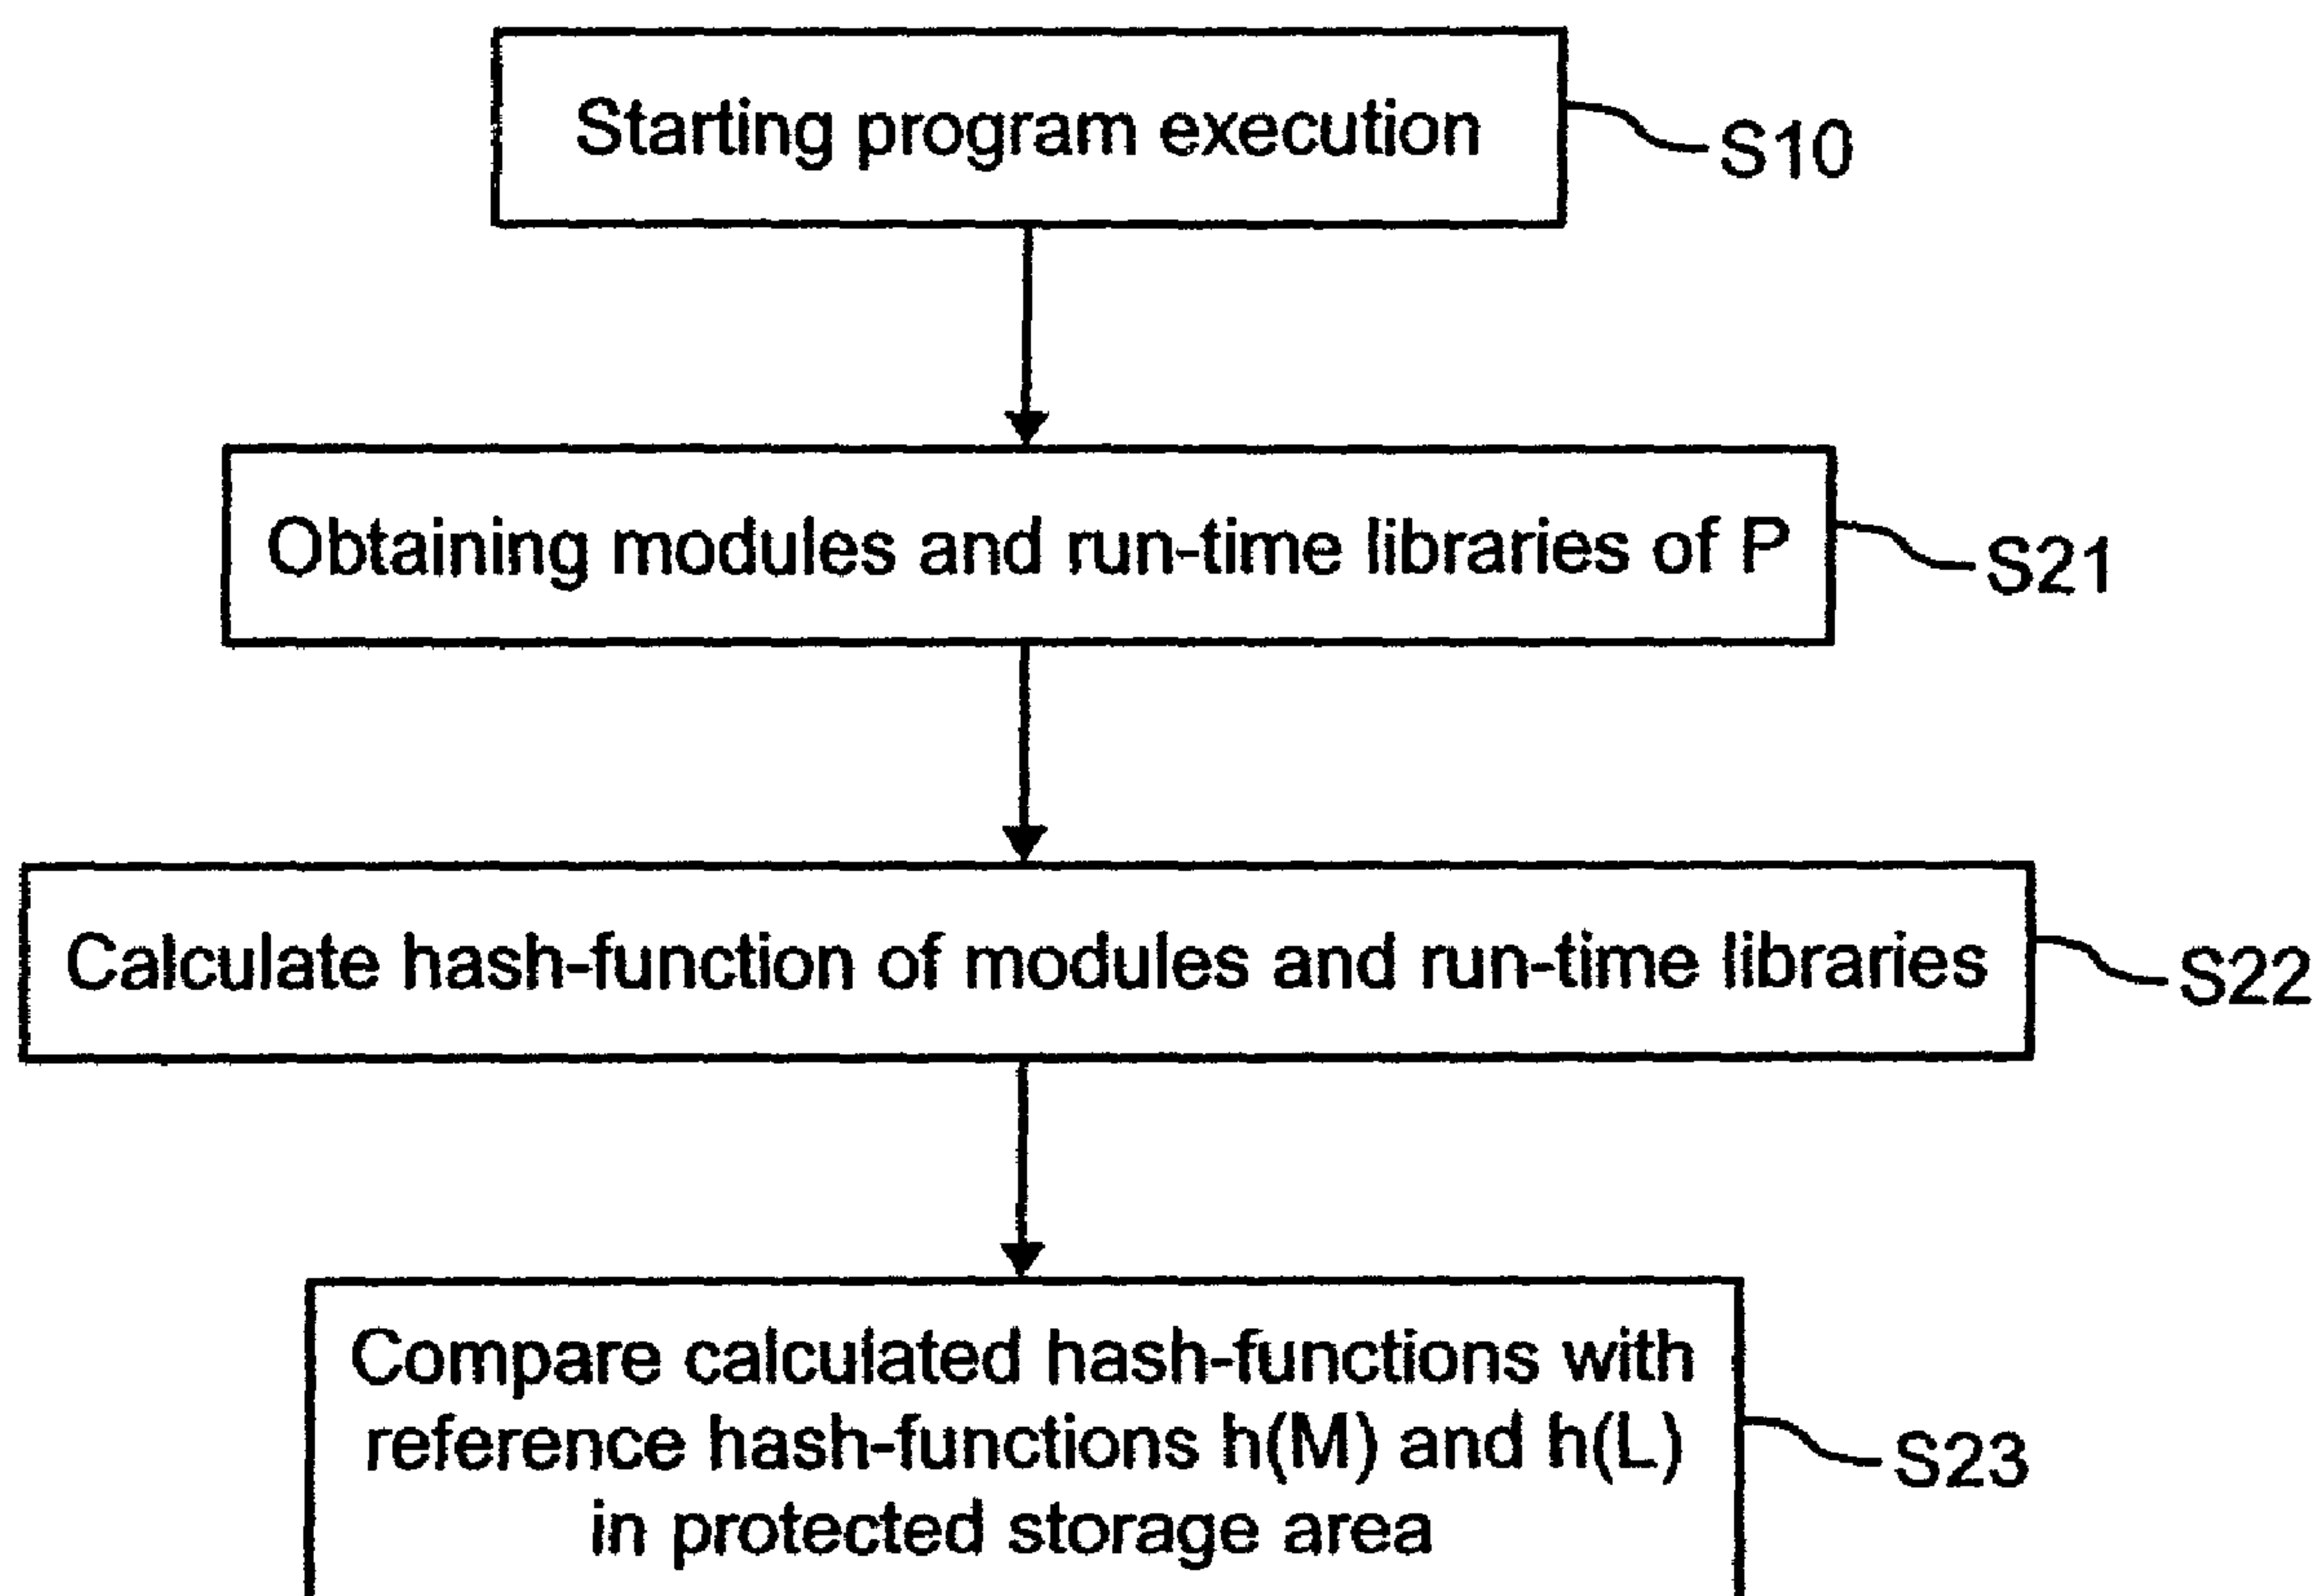 Starting program execution
S10
Obtaining modules and run-time libraries of P
S21
Calculate hash-function of modules and run-time libraries
S22
Compare calculated hash-functions with
reference hash-functions h(M) and h(L)
in protected storage area
S23